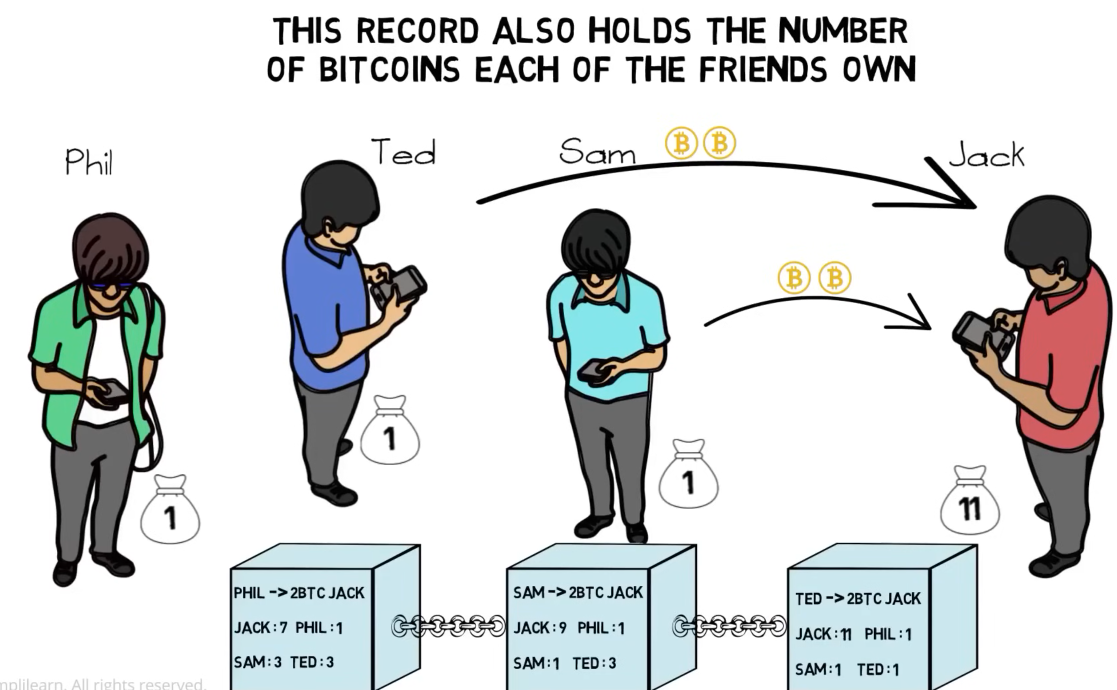 THIS RECORD ALSO HOLDS THE NUMBER
OF BITCOINS EACH OF THE FRIENDS OWN
Phil
Ted
Sam
Jack
1
1
1
11
PHIL -> 2BTC JACK
JACK:7 PHIL:1
SAM:3 TED:3
SAM -> 2BTC JACK
JACK:9 PHIL:1
SAM:1 TED:3
TED -> 2BTC JACK
JACK:11 PHIL:1
SAM:1 TED:1
mplilearn. All rights reserved.